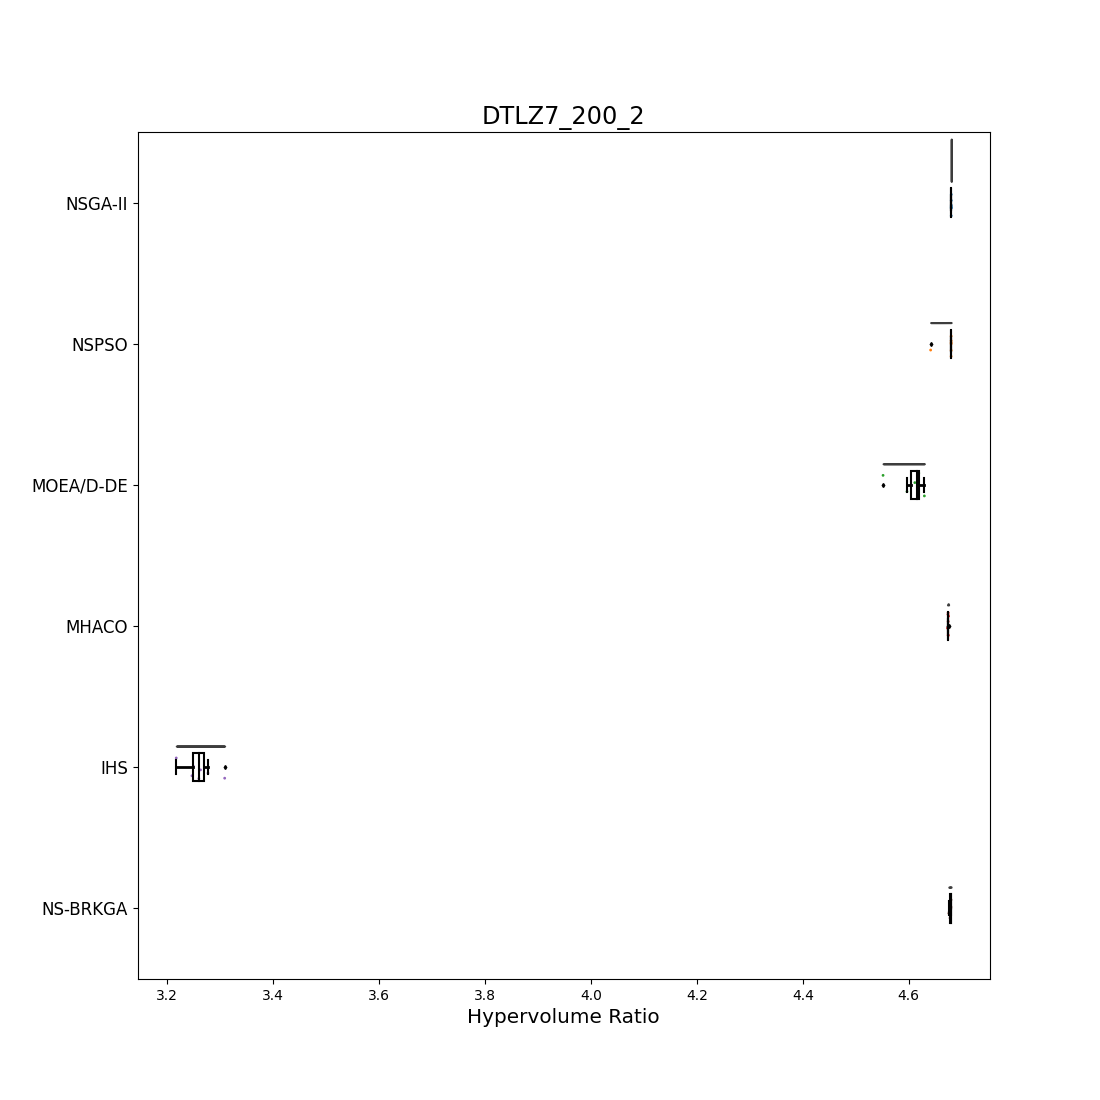 DTLZ7_200_2
NSGA-II
NSPSO
MOEA/D-DE
MHACO
IHS
NS-BRKGA
3.2 3.4 3.6 3.8 4.0 4.2 4.4 4.6
Hypervolume Ratio